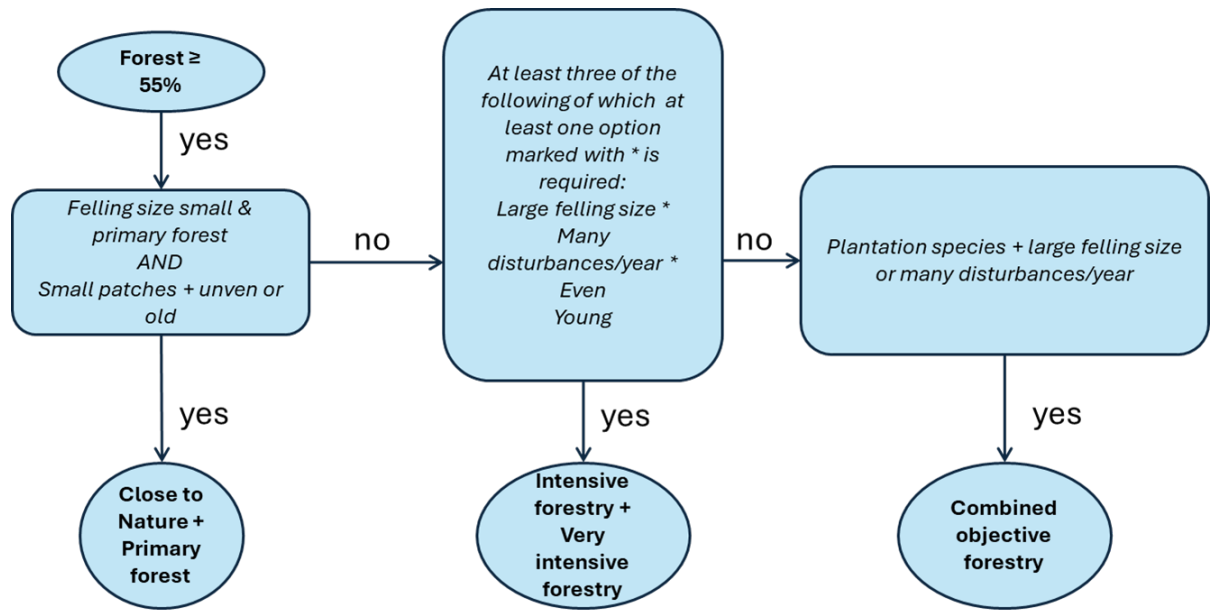 Forest ≥
55%
yes
Felling size small &
primary forest
AND
Small patches + unven or
old
no
yes
Close to
Nature +
Primary
forest
At least three of the
following of which at
least one option
marked with * is
required:
Large felling size *
Many
disturbances/year *
Even
Young
no
yes
Intensive
forestry +
Very
intensive
forestry
Plantation species + large felling size
or many disturbances/year
yes
Combined
objective
forestry